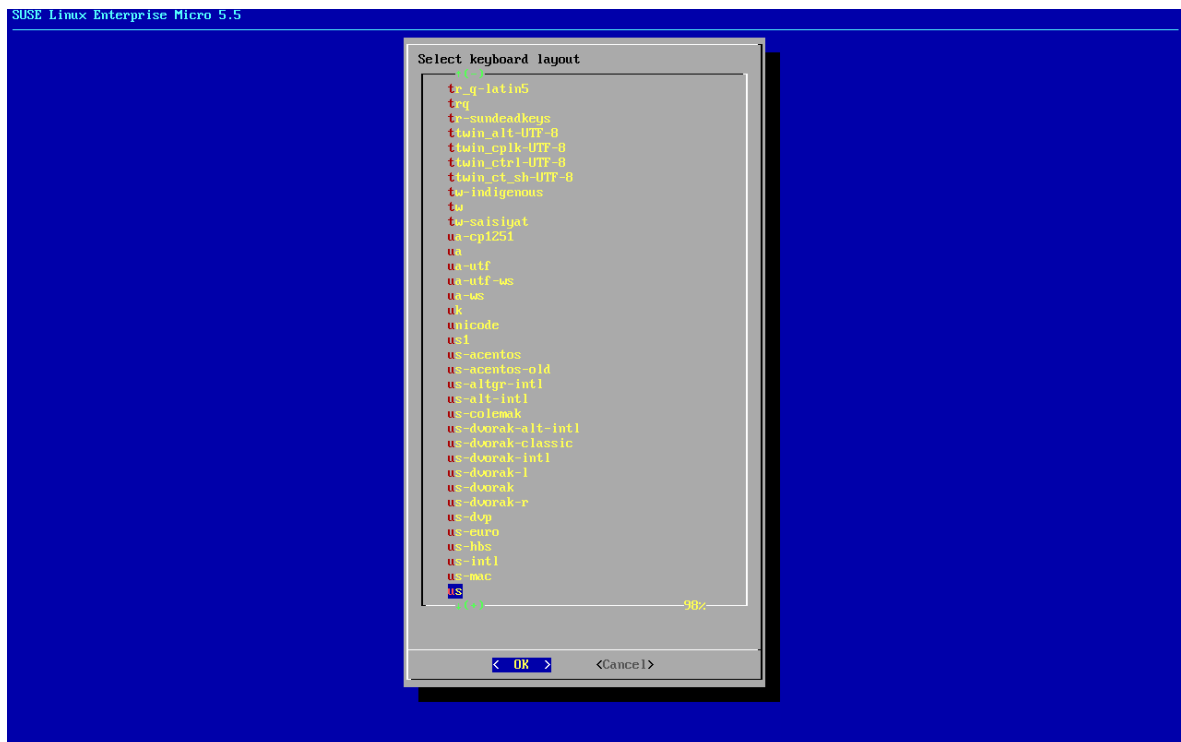 SUSE Linux Enterprise Micro 5.5
Select keyboard layout
↑(-)
tr_q-latin5
trq
tr-sundeadkeys
ttwin_alt-UTF-8
ttwin_cplk-UTF-8
ttwin_ctrl-UTF-8
ttwin_ct_sh-UTF-8
tw-indigenous
tw
tw-saisiyat
ua-cp1251
ua
ua-utf
ua-utf-ws
ua-ws
uk
unicode
us1
us-acentos
us-acentos-old
us-altgr-intl
us-alt-intl
us-colemak
us-dvorak-alt-intl
us-dvorak-classic
us-dvorak-intl
us-dvorak-l
us-dvorak
us-dvorak-r
us-dvp
us-euro
us-hbs
us-intl
us-mac
us
↓(+) 98%
< OK > <Cancel>